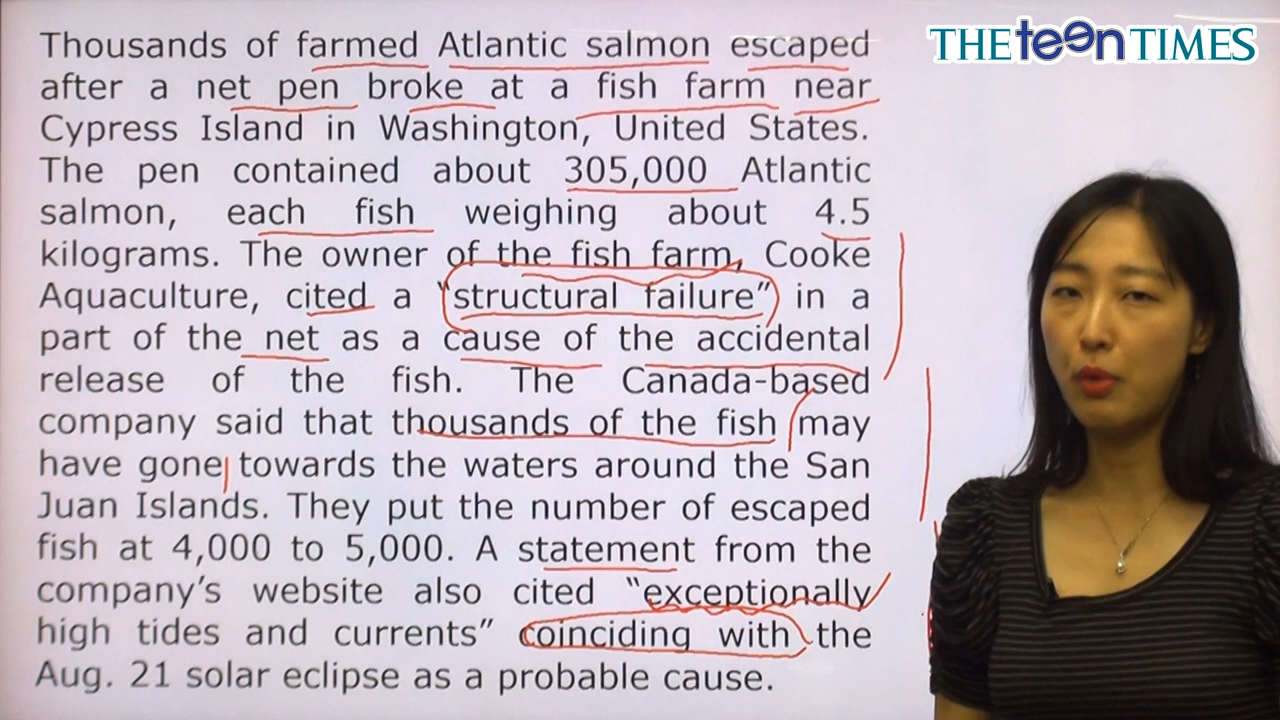 THE teen TIMES
Thousands of farmed Atlantic salmon escaped
after a net pen broke at a fish farm near
Cypress Island in Washington, United States.
The pen contained about 305,000 Atlantic
salmon, each fish weighing about 4.5
kilograms. The owner of the fish farm, Cooke
Aquaculture, cited a “structural failure” in a
part of the net as a cause of the accidental
release of the fish. The Canada-based
company said that thousands of the fish may
have gone towards the waters around the San
Juan Islands. They put the number of escaped
fish at 4,000 to 5,000. A statement from the
company’s website also cited “exceptionally
high tides and currents” coinciding with the
Aug. 21 solar eclipse as a probable cause.